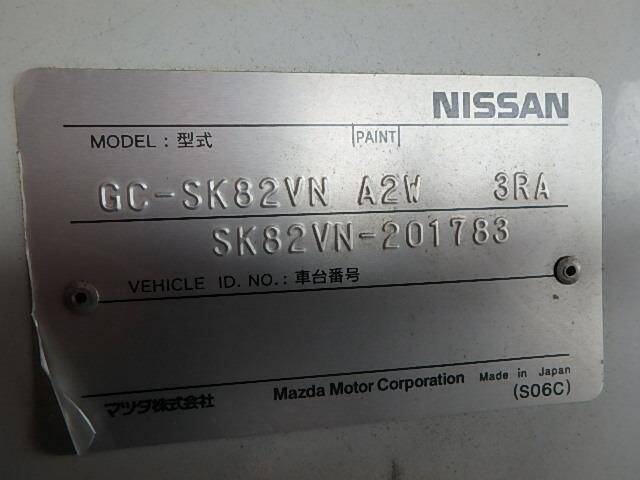 NISSAN
MODEL : 型式 PAINT
GC-SK82VN A2W 3RA
SK82VN-201783
VEHICLE ID. NO. : 車台番号
マツダ株式会社 Mazda Motor Corporation Made in Japan
(S06C)